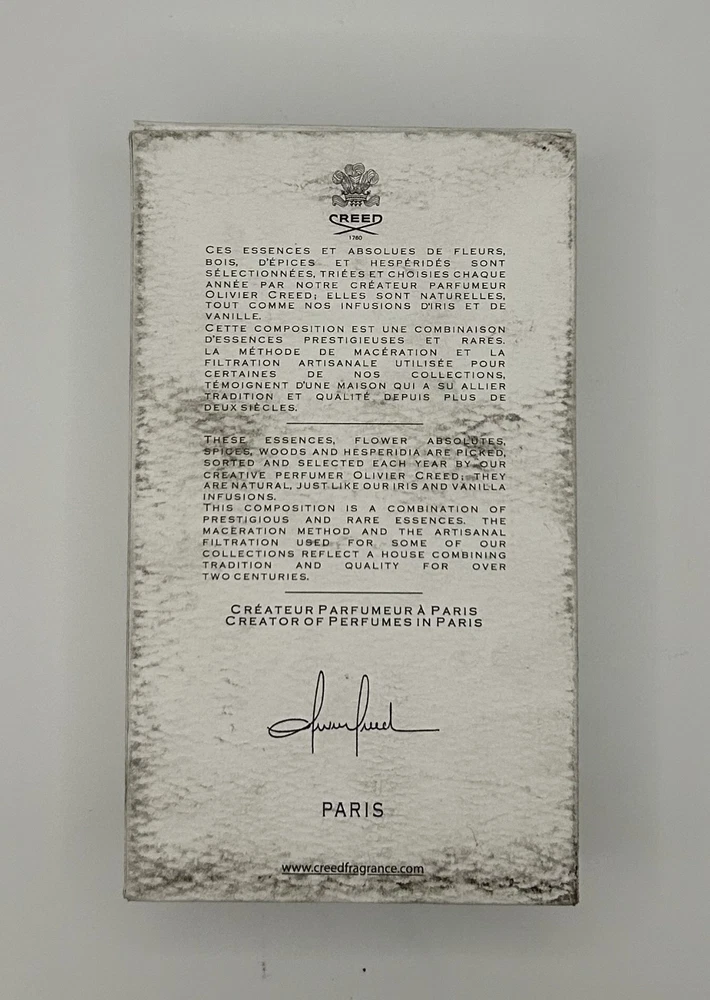 CREED
1760
CES ESSENCES ET ABSOLUES DE FLEURS,
BOIS, D'ÉPICES ET HESPÉRIDÉS SONT
SÉLECTIONNÉES, TRIÉES ET CHOISIES CHAQUE
ANNÉE PAR NOTRE CRÉATEUR PARFUMEUR
OLIVIER CREED; ELLES SONT NATURELLES,
TOUT COMME NOS INFUSIONS D'IRIS ET DE
VANILLE.
CETTE COMPOSITION EST UNE COMBINAISON
D'ESSENCES PRESTIGIEUSES ET RARES.
LA MÉTHODE DE MACÉRATION ET LA
FILTRATION ARTISANALE UTILISÉE POUR
CERTAINES DE NOS COLLECTIONS,
TÉMOIGNENT D'UNE MAISON QUI A SU ALLIER
TRADITION ET QUALITÉ DEPUIS PLUS DE
DEUX SIÈCLES.
THESE ESSENCES, FLOWER ABSOLUTES,
SPICES, WOODS AND HESPERIDIA ARE PICKED,
SORTED AND SELECTED EACH YEAR BY OUR
CREATIVE PERFUMER OLIVIER CREED; THEY
ARE NATURAL, JUST LIKE OUR IRIS AND VANILLA
INFUSIONS.
THIS COMPOSITION IS A COMBINATION OF
PRESTIGIOUS AND RARE ESSENCES. THE
MACERATION METHOD AND THE ARTISANAL
FILTRATION USED FOR SOME OF OUR
COLLECTIONS REFLECT A HOUSE COMBINING
TRADITION AND QUALITY FOR OVER
TWO CENTURIES.
CRÉATEUR PARFUMEUR À PARIS
CREATOR OF PERFUMES IN PARIS
Olivier Creed
PARIS
www.creedfragrance.com